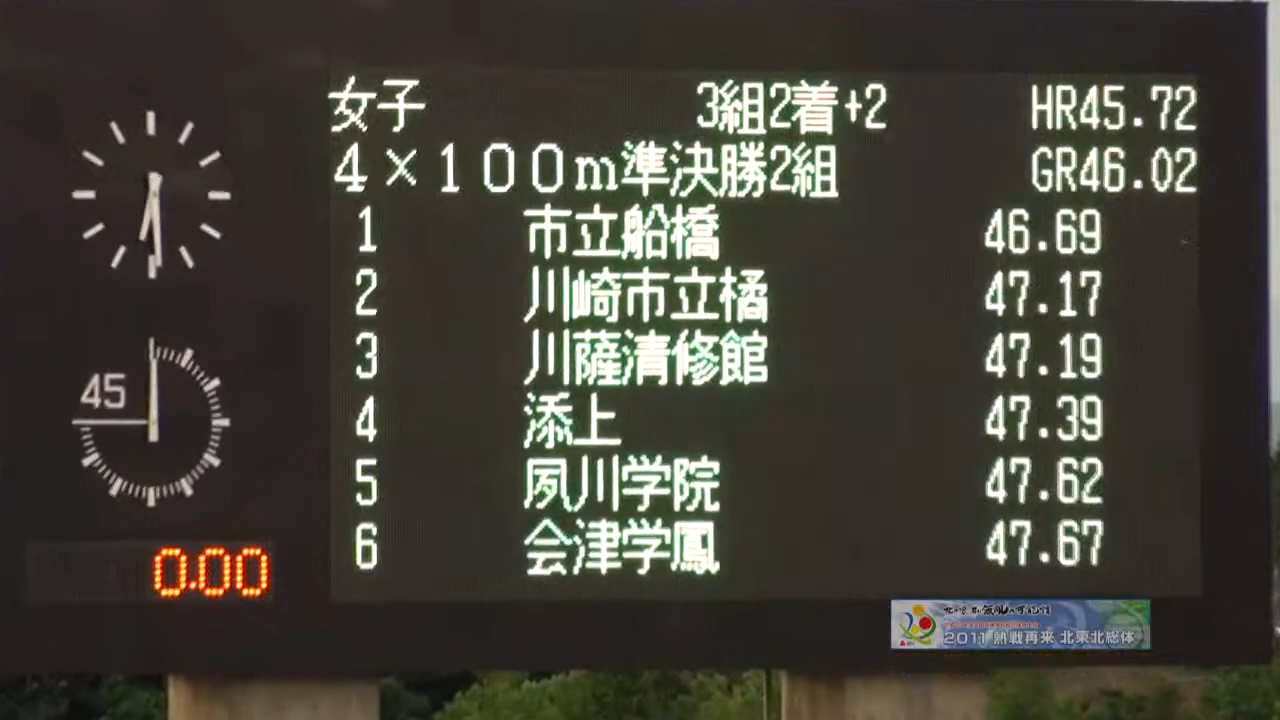 女子 3組2着+2 HR45.72
4×100m準決勝2組 GR46.02
1 市立船橋 46.69
2 川崎市立橘 47.17
3 川薩清修館 47.19
4 添上 47.39
5 夙川学院 47.62
6 会津学鳳 47.67
45
0.00
2011 熱戦再来 北東北総体